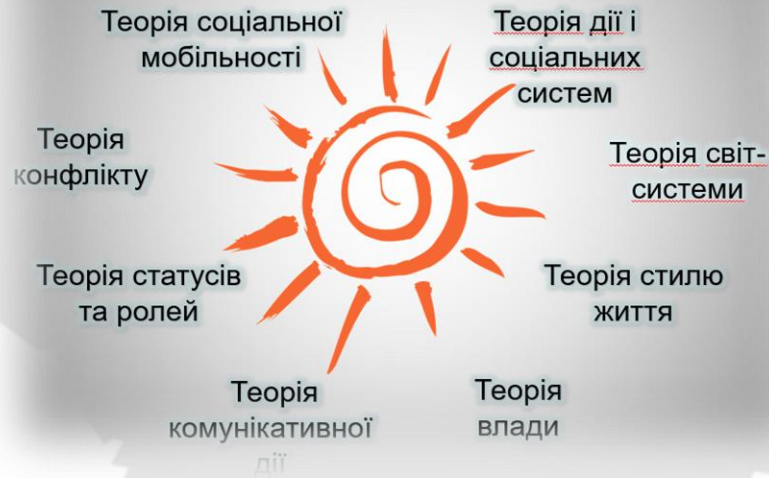 Теорія соціальної
мобільності
Теорія дії і
соціальних
систем
Теорія
конфлікту
Теорія світ-
системи
Теорія статусів
та ролей
Теорія стилю
життя
Теорія
комунікативної
дії
Теорія
влади